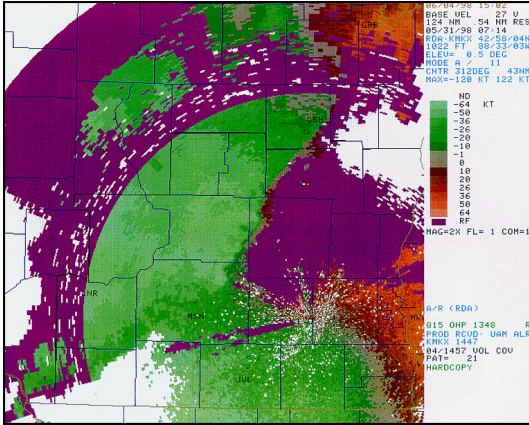 06/04/98 15:02
BASE VEL 27 V
124 NM .54 NM RES
05/31/98 07:14
RDA:KMKX 42/58/04N
1022 FT 88/33/03W
ELEV= 0.5 DEG
MODE A / 11
CNTR 312DEG 43NM
MAX=-120 KT 122 KT
ND
-64 KT
-50
-36
-26
-20
-10
-1
0
10
20
26
36
50
64
RF
MAG=2X FL= 1 COM=1
A/R (RDA)
Q15 OHP 1348 R
PROD RCVD: UAM ALR
KMKX 1447
04/1457 VOL COV
PAT= 21
HARDCOPY
GRB
OSH
LNR
MSN
JVL